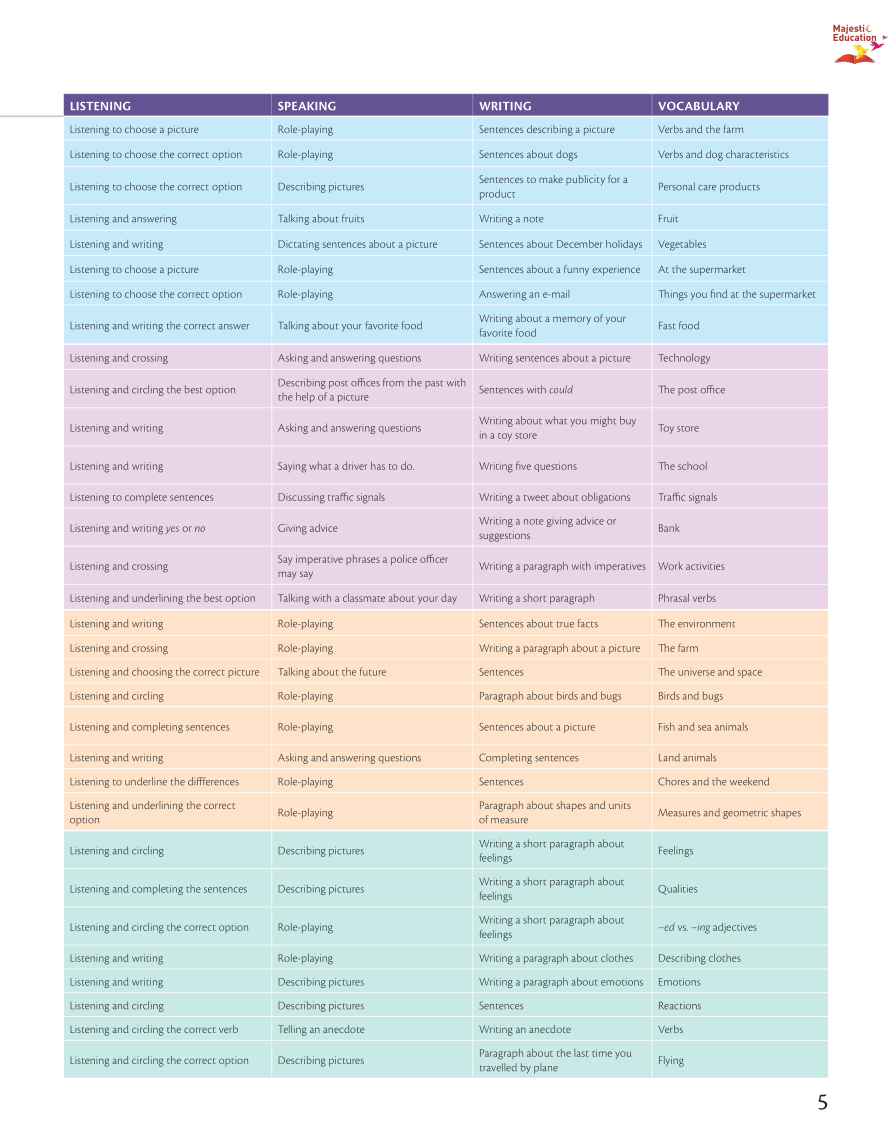 Majestic
Education
LISTENING SPEAKING WRITING VOCABULARY
Listening to choose a picture Role-playing Sentences describing a picture Verbs and the farm
Listening to choose the correct option Role-playing Sentences about dogs Verbs and dog characteristics
Listening to choose the correct option Describing pictures Sentences to make publicity for a
product Personal care products
Listening and answering Talking about fruits Writing a note Fruit
Listening and writing Dictating sentences about a picture Sentences about December holidays Vegetables
Listening to choose a picture Role-playing Sentences about a funny experience At the supermarket
Listening to choose the correct option Role-playing Answering an e-mail Things you find at the supermarket
Listening and writing the correct answer Talking about your favorite food Writing about a memory of your
favorite food Fast food
Listening and crossing Asking and answering questions Writing sentences about a picture Technology
Listening and circling the best option Describing post offices from the past with
the help of a picture Sentences with could The post office
Listening and writing Asking and answering questions Writing about what you might buy
in a toy store Toy store
Listening and writing Saying what a driver has to do. Writing five questions The school
Listening to complete sentences Discussing traffic signals Writing a tweet about obligations Traffic signals
Listening and writing yes or no Giving advice Writing a note giving advice or
suggestions Bank
Listening and crossing Say imperative phrases a police officer
may say Writing a paragraph with imperatives Work activities
Listening and underlining the best option Talking with a classmate about your day Writing a short paragraph Phrasal verbs
Listening and writing Role-playing Sentences about true facts The environment
Listening and crossing Role-playing Writing a paragraph about a picture The farm
Listening and choosing the correct picture Talking about the future Sentences The universe and space
Listening and circling Role-playing Paragraph about birds and bugs Birds and bugs
Listening and completing sentences Role-playing Sentences about a picture Fish and sea animals
Listening and writing Asking and answering questions Completing sentences Land animals
Listening to underline the diffferences Role-playing Sentences Chores and the weekend
Listening and underlining the correct
option Role-playing Paragraph about shapes and units
of measure Measures and geometric shapes
Listening and circling Describing pictures Writing a short paragraph about
feelings Feelings
Listening and completing the sentences Describing pictures Writing a short paragraph about
feelings Qualities
Listening and circling the correct option Role-playing Writing a short paragraph about
feelings –ed vs. –ing adjectives
Listening and writing Role-playing Writing a paragraph about clothes Describing clothes
Listening and writing Describing pictures Writing a paragraph about emotions Emotions
Listening and circling Describing pictures Sentences Reactions
Listening and circling the correct verb Telling an anecdote Writing an anecdote Verbs
Listening and circling the correct option Describing pictures Paragraph about the last time you
travelled by plane Flying
5